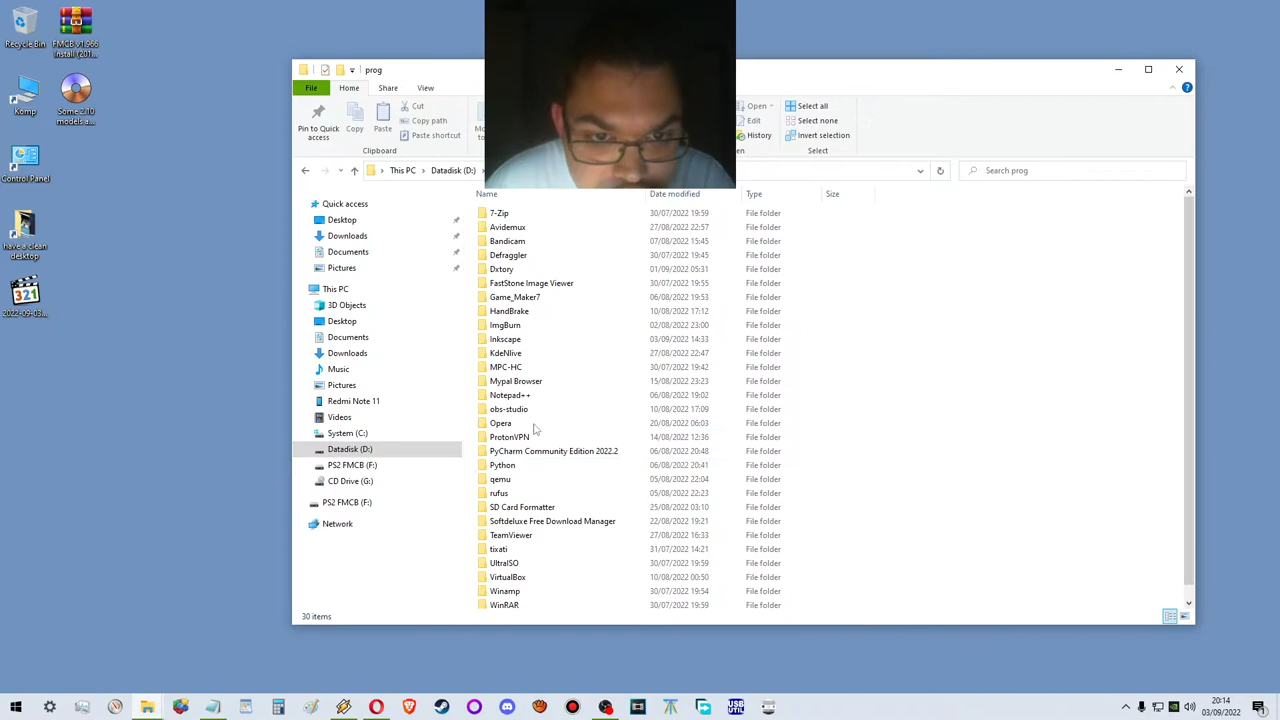 Recycle Bin
FMCB v1.966
install (201...
Komp
Some 2.10
models a...
Control Panel
have a clean
desktop
2022-09-03...
prog
File
Home
Share
View
Pin to Quick
access
Copy
Paste
Cut
Copy path
Paste shortcut
Clipboard
Open
Edit
History
Select all
Select none
Invert selection
Select
This PC
Datadisk (D:)
Search prog
Quick access
Desktop
Downloads
Documents
Pictures
This PC
3D Objects
Desktop
Documents
Downloads
Music
Pictures
Redmi Note 11
Videos
System (C:)
Datadisk (D:)
PS2 FMCB (F:)
CD Drive (G:)
PS2 FMCB (F:)
Network
Name Date modified Type Size
7-Zip 30/07/2022 19:59 File folder
Avidemux 27/08/2022 22:57 File folder
Bandicam 07/08/2022 15:45 File folder
Defraggler 30/07/2022 19:45 File folder
Dxtory 01/09/2022 05:31 File folder
FastStone Image Viewer 30/07/2022 19:55 File folder
Game_Maker7 06/08/2022 19:53 File folder
HandBrake 10/08/2022 17:12 File folder
ImgBurn 02/08/2022 23:00 File folder
Inkscape 03/09/2022 14:33 File folder
KdeNlive 27/08/2022 22:47 File folder
MPC-HC 30/07/2022 19:42 File folder
Mypal Browser 15/08/2022 23:23 File folder
Notepad++ 06/08/2022 19:02 File folder
obs-studio 10/08/2022 17:09 File folder
Opera 20/08/2022 06:03 File folder
ProtonVPN 14/08/2022 12:36 File folder
PyCharm Community Edition 2022.2 06/08/2022 20:48 File folder
Python 06/08/2022 20:41 File folder
qemu 05/08/2022 22:04 File folder
rufus 05/08/2022 22:23 File folder
SD Card Formatter 25/08/2022 03:10 File folder
Softdeluxe Free Download Manager 22/08/2022 19:21 File folder
TeamViewer 27/08/2022 16:33 File folder
tixati 31/07/2022 14:21 File folder
UltraISO 30/07/2022 19:59 File folder
VirtualBox 10/08/2022 00:50 File folder
Winamp 30/07/2022 19:54 File folder
WinRAR 30/07/2022 19:59 File folder
30 items
USB
UTIL
20:14
03/09/2022